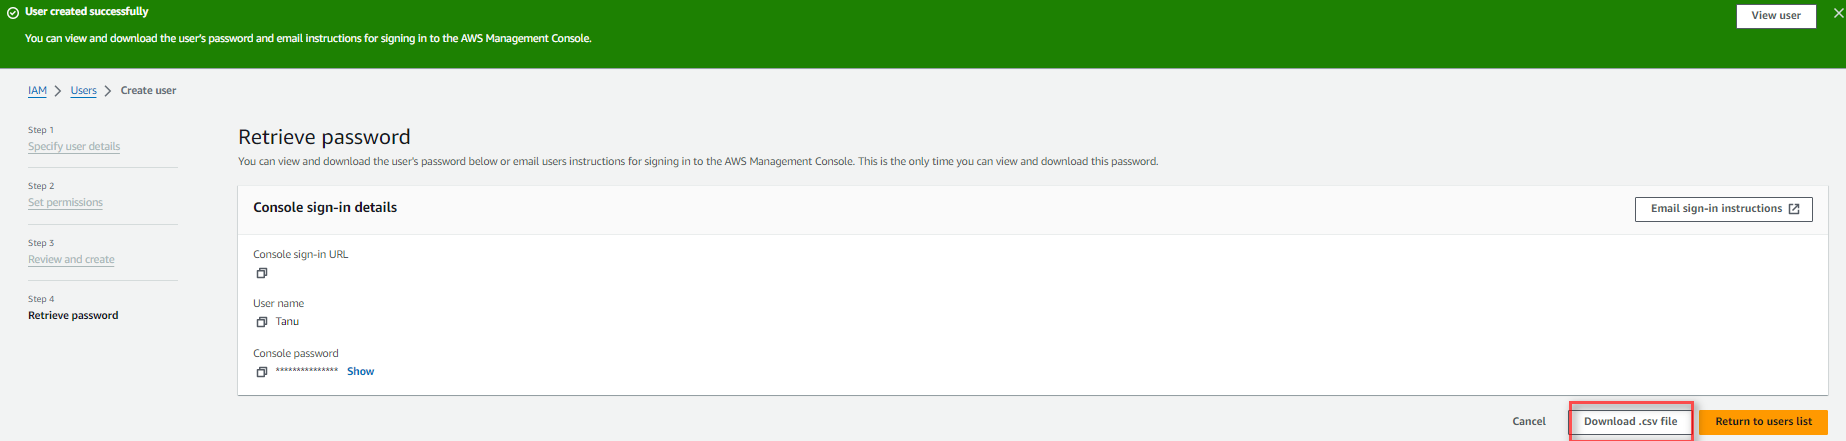 User created successfully
View user
You can view and download the user's password and email instructions for signing in to the AWS Management Console.
IAM > Users > Create user
Step 1
Specify user details
Step 2
Set permissions
Step 3
Review and create
Step 4
Retrieve password
Retrieve password
You can view and download the user's password below or email users instructions for signing in to the AWS Management Console. This is the only time you can view and download this password.
Console sign-in details
Email sign-in instructions
Console sign-in URL
User name
Tanu
Console password
*************** Show
Cancel
Download .csv file
Return to users list